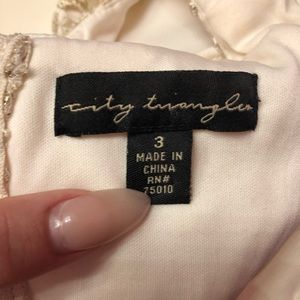 city triangles
3
MADE IN
CHINA
RN#
75010